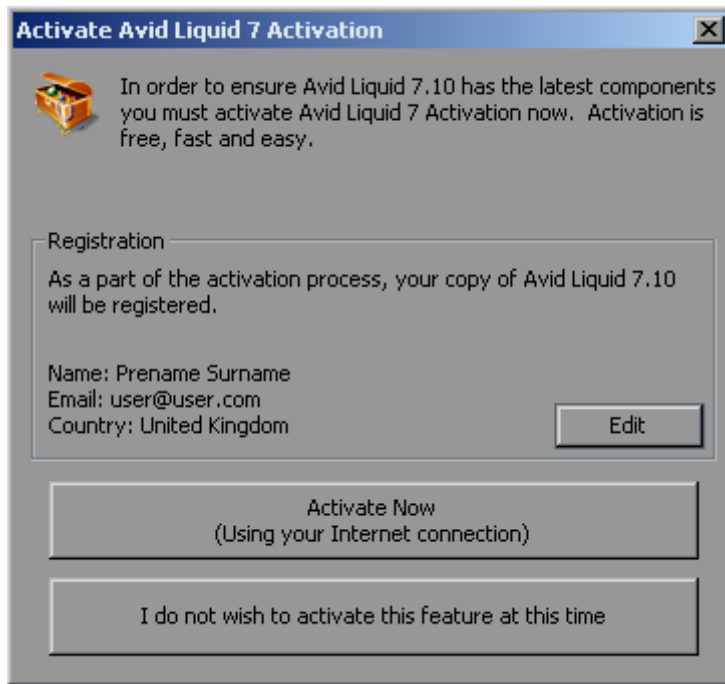 Activate Avid Liquid 7 Activation
In order to ensure Avid Liquid 7.10 has the latest components
you must activate Avid Liquid 7 Activation now.  Activation is
free, fast and easy.
Registration
As a part of the activation process, your copy of Avid Liquid 7.10
will be registered.
Name: Prename Surname
Email: user@user.com
Country: United Kingdom
Edit
Activate Now
(Using your Internet connection)
I do not wish to activate this feature at this time